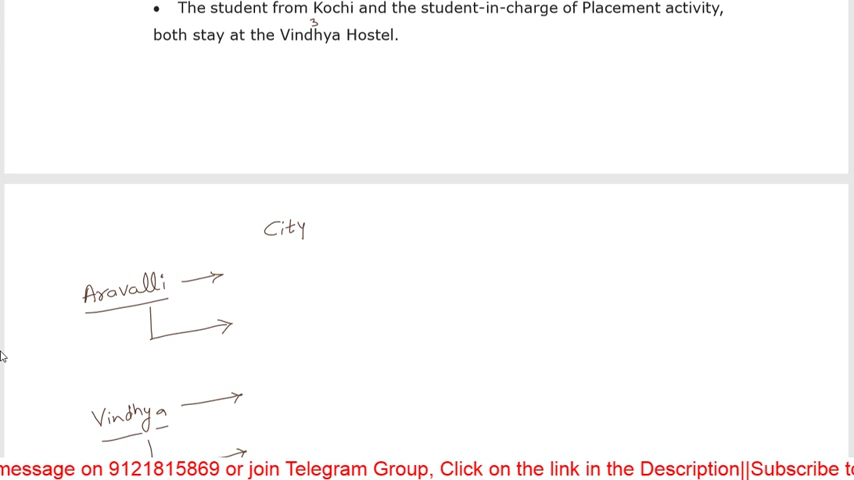 • The student from Kochi and the student-in-charge of Placement activity,
3
both stay at the Vindhya Hostel.
City
Aravalli
Vindhya
message on 9121815869 or join Telegram Group, Click on the link in the Description||Subscribe to